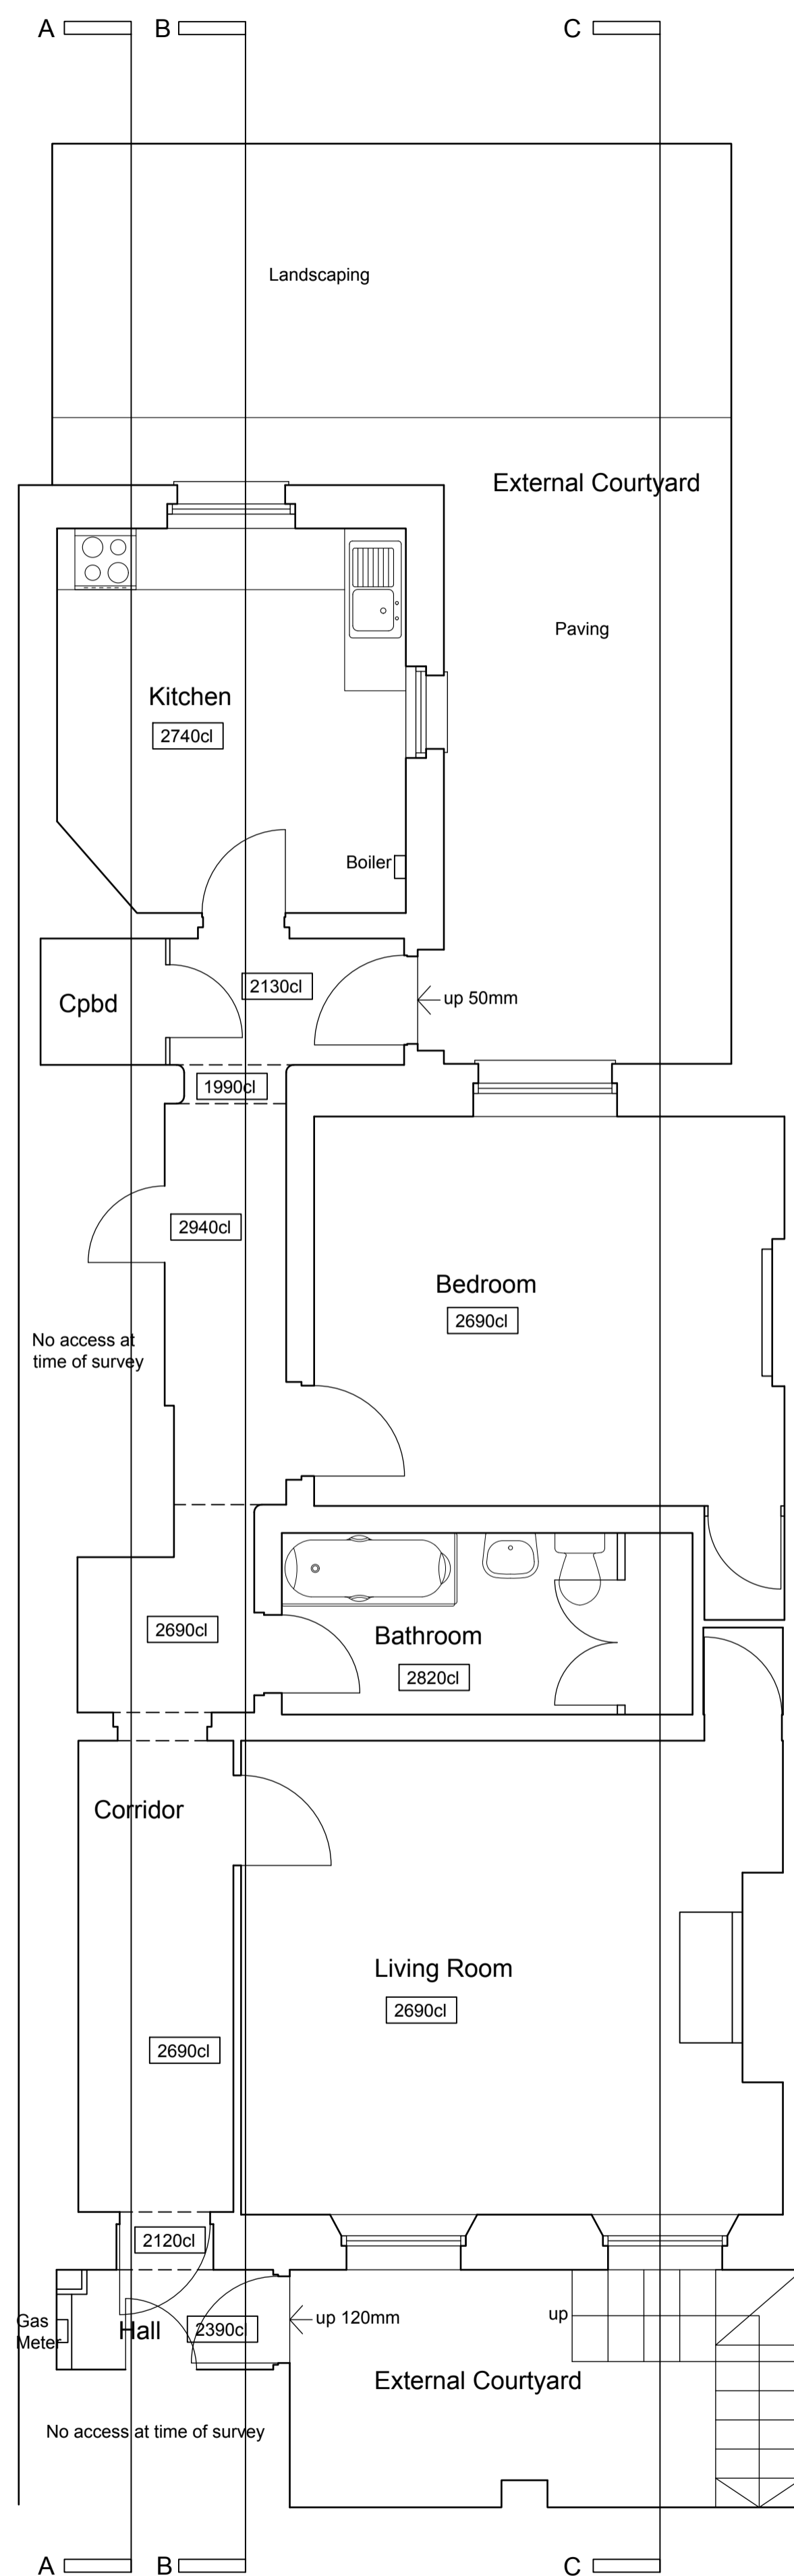 A
B
C
Landscaping
External Courtyard
Paving
Kitchen
2740cl
Boiler
2130cl
Cpbd
up 50mm
1990cl
2940cl
Bedroom
2690cl
No access at
time of survey
2690cl
Bathroom
2820cl
Corridor
Living Room
2690cl
2690cl
2120cl
Gas
Meter
Hall
2390c
up 120mm
up
External Courtyard
No access at time of survey
A
B
C